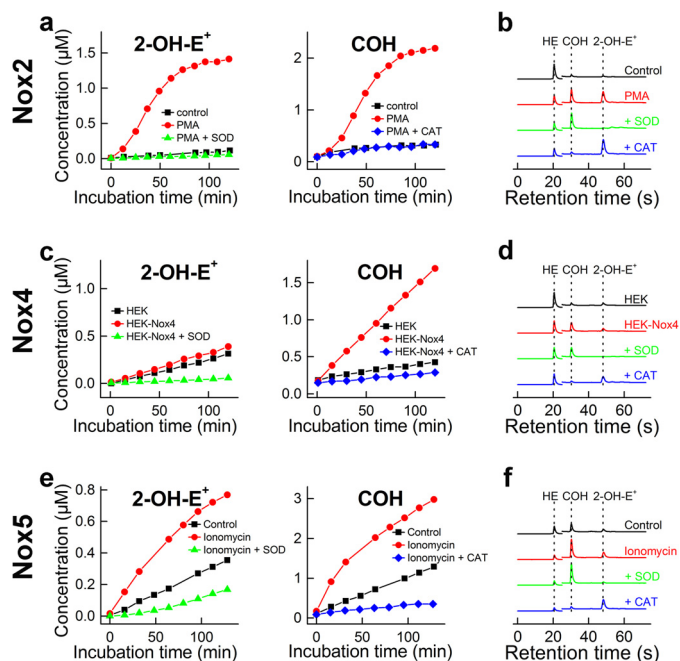 Nox2
a
2-OH-E⁺
Concentration (µM)
1.5
1.0
0.5
0.0
control
PMA
PMA + SOD
0 50 100
Incubation time (min)
COH
2
1
0
control
PMA
PMA + CAT
0 50 100
Incubation time (min)
b
HE COH 2-OH-E⁺
Control
PMA
+ SOD
+ CAT
0 20 40 60
Retention time (s)
Nox4
c
2-OH-E⁺
Concentration (µM)
1.0
0.5
0.0
HEK
HEK-Nox4
HEK-Nox4 + SOD
0 50 100
Incubation time (min)
COH
1.5
1.0
0.5
0.0
HEK
HEK-Nox4
HEK-Nox4 + CAT
0 50 100
Incubation time (min)
d
HE COH 2-OH-E⁺
HEK
HEK-Nox4
+ SOD
+ CAT
0 20 40 60
Retention time (s)
Nox5
e
2-OH-E⁺
Concentration (µM)
0.8
0.6
0.4
0.2
0.0
Control
Ionomycin
Ionomycin + SOD
0 50 100
Incubation time (min)
COH
3
2
1
0
Control
Ionomycin
Ionomycin + CAT
0 50 100
Incubation time (min)
f
HE COH 2-OH-E⁺
Control
Ionomycin
+ SOD
+ CAT
0 20 40 60
Retention time (s)